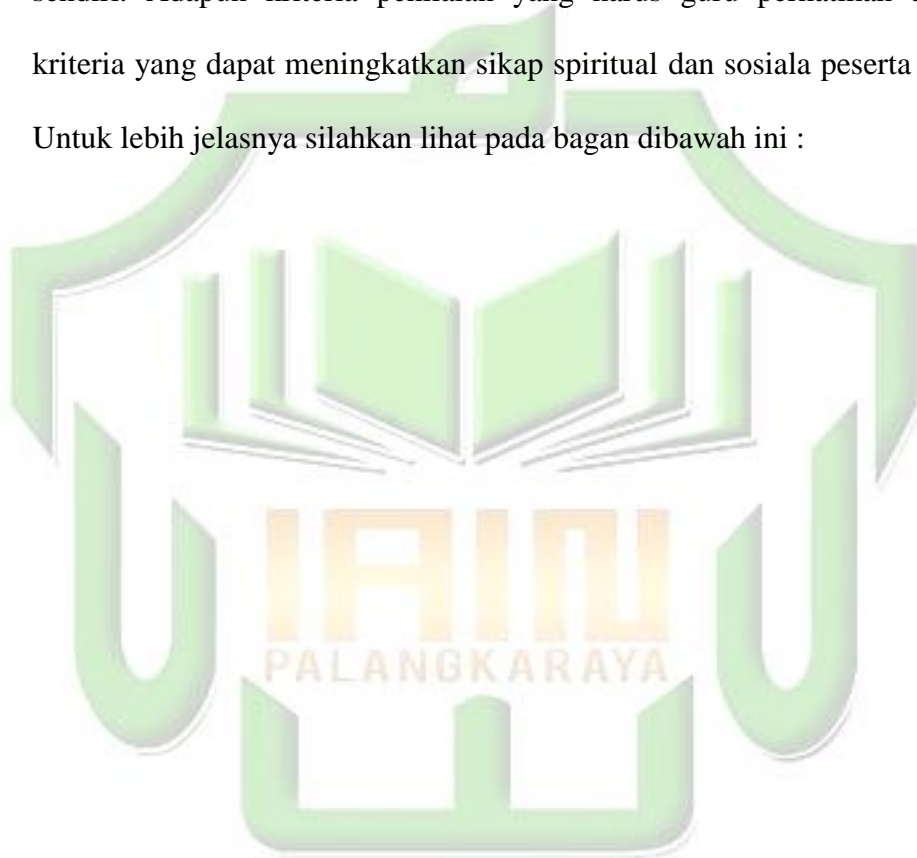 kriteria yang dapat meningkatkan sikap spiritual dan sosiala peserta
Untuk lebih jelasnya silahkan lihat pada bagan dibawah ini :
IAIN
PALANGKARAYA